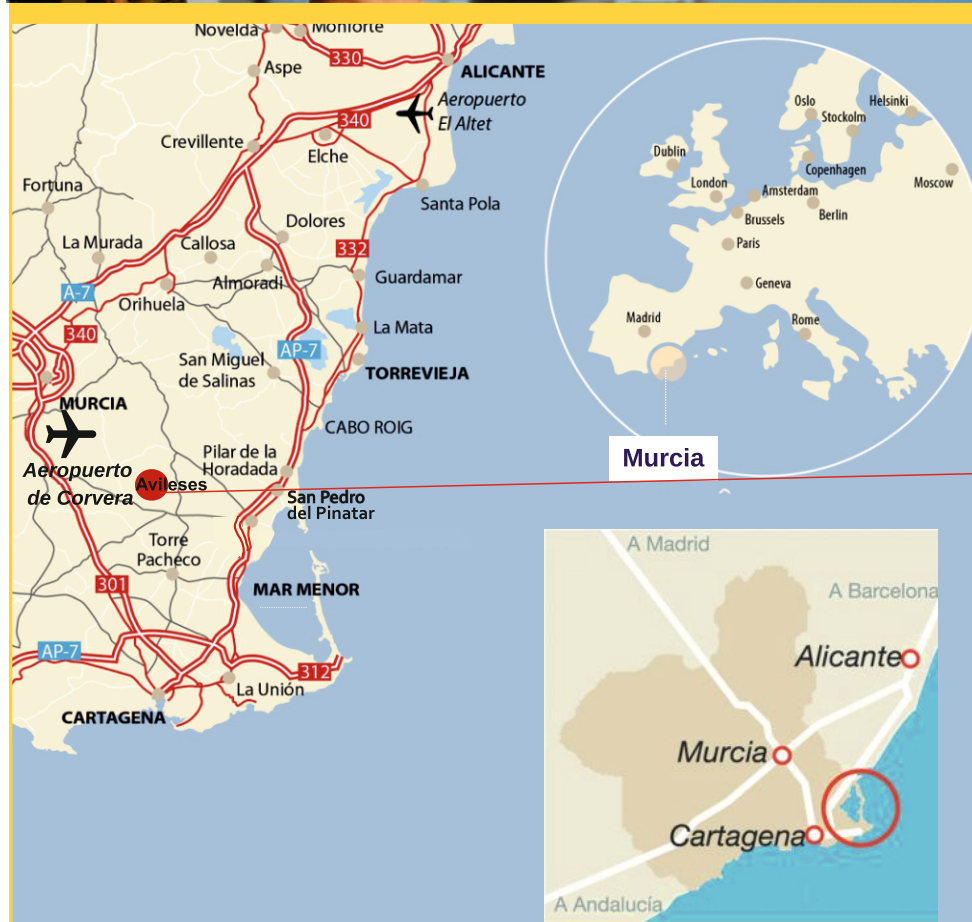 Novelda
Monforte
330
Aspe
ALICANTE
Aeropuerto
El Altet
340
Crevillente
Elche
Fortuna
Santa Pola
Dolores
La Murada
Callosa
332
Almoradi
Guardamar
A-7
Orihuela
340
La Mata
San Miguel
de Salinas
AP-7
TORREVIEJA
MURCIA
CABO ROIG
Pilar de la
Horadada
Aeropuerto
de Corvera
Avileses
San Pedro
del Pinatar
Torre
Pacheco
301
MAR MENOR
AP-7
312
La Unión
CARTAGENA
Oslo
Helsinki
Stockolm
Dublin
Copenhagen
Moscow
London
Amsterdam
Berlin
Brussels
Paris
Geneva
Madrid
Rome
Murcia
A Madrid
A Barcelona
Alicante
Murcia
Cartagena
A Andalucía